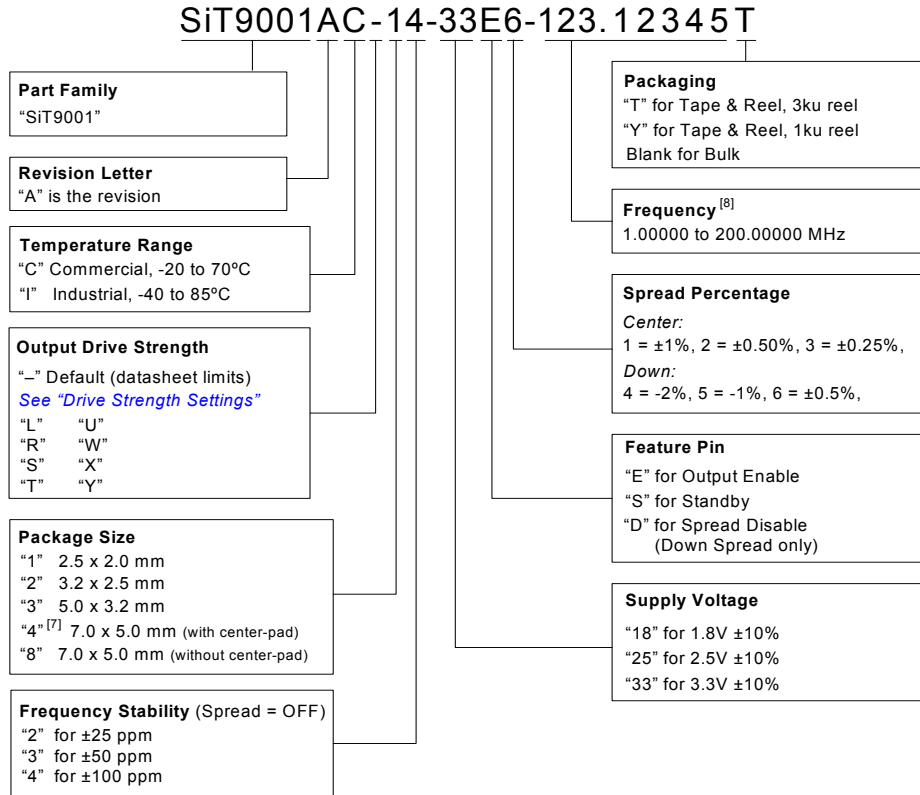 SiT9001AC-14-33E6-123.12345T
Part Family
“SiT9001”
Revision Letter
“A” is the revision
Temperature Range
“C” Commercial, -20 to 70ºC
“I” Industrial, -40 to 85ºC
Output Drive Strength
“–” Default (datasheet limits)
See “Drive Strength Settings”
“L” “U”
“R” “W”
“S” “X”
“T” “Y”
Package Size
“1” 2.5 x 2.0 mm
“2” 3.2 x 2.5 mm
“3” 5.0 x 3.2 mm
“4” [7] 7.0 x 5.0 mm (with center-pad)
“8” 7.0 x 5.0 mm (without center-pad)
Frequency Stability (Spread = OFF)
“2” for ±25 ppm
“3” for ±50 ppm
“4” for ±100 ppm
Packaging
“T” for Tape & Reel, 3ku reel
“Y” for Tape & Reel, 1ku reel
Blank for Bulk
Frequency [8]
1.00000 to 200.00000 MHz
Spread Percentage
Center:
1 = ±1%, 2 = ±0.50%, 3 = ±0.25%,
Down:
4 = -2%, 5 = -1%, 6 = ±0.5%,
Feature Pin
“E” for Output Enable
“S” for Standby
“D” for Spread Disable
(Down Spread only)
Supply Voltage
“18” for 1.8V ±10%
“25” for 2.5V ±10%
“33” for 3.3V ±10%